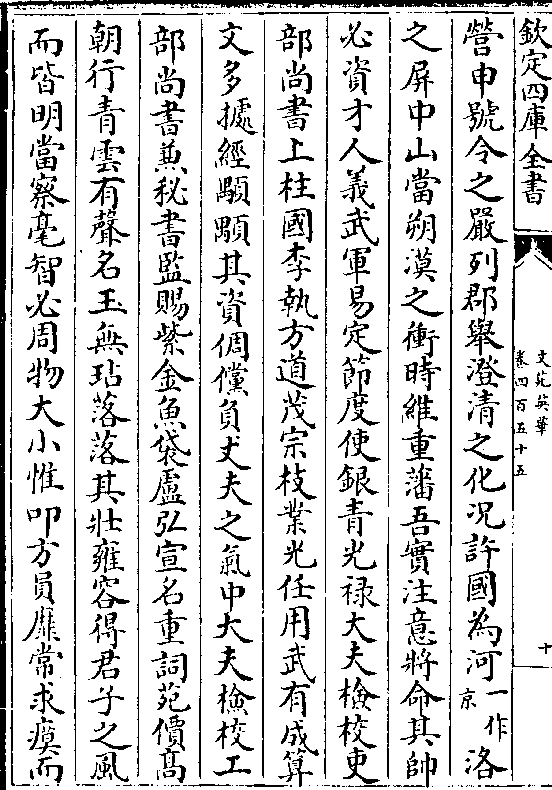 欽定四庫全書
文苑英華
卷四百五十五
十
營申號令之嚴列郡舉澄清之化况許國為河一作京洛
之屏中山當朔漠之衝時維重藩吾實注意將命其帥
必資才人義武軍易定節度使銀青光禄大夫檢校吏
部尚書上柱國李執方道茂宗枝業光任用武有成算
文多據經顒顒其資倜儻負丈夫之氣中大夫檢校工
部尚書兼秘書監賜紫金魚袋盧弘宣名重詞苑價髙
朝行青雲有聲名玉無玷落落其壯雍容得君子之風
而皆明當察毫智必周物大小惟叩方員靡常求瘼而